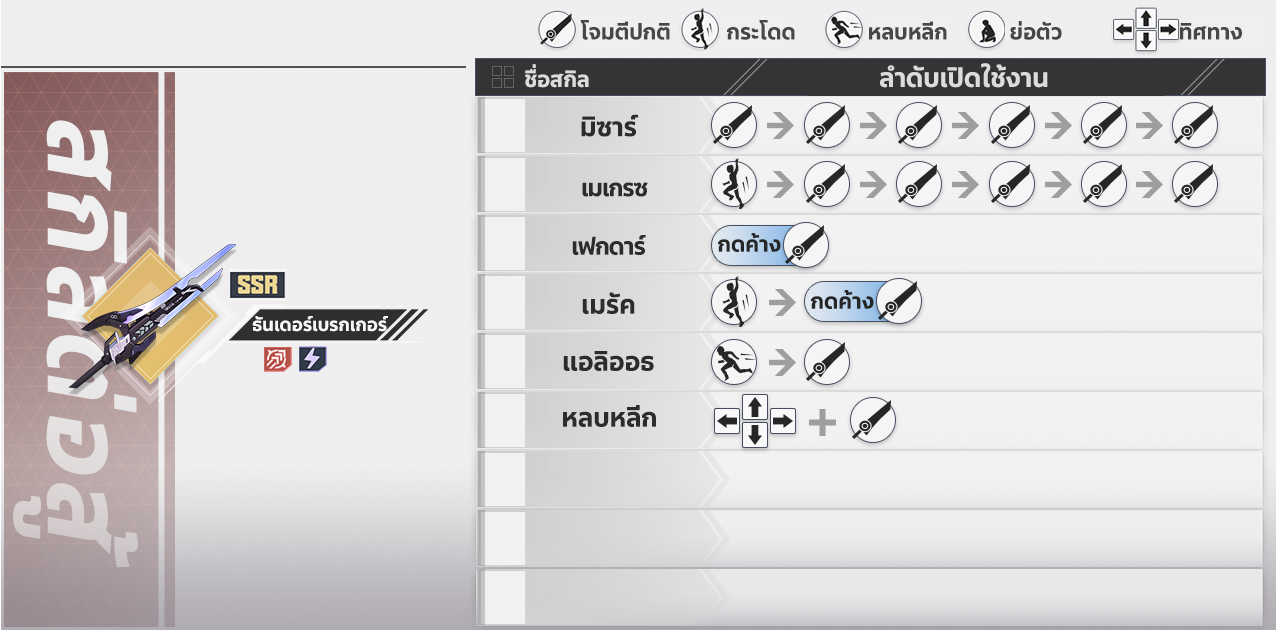 โจมตีปกติ
กระโดด
หลบหลีก
ย่อตัว
ทิศทาง
ชื่อสกิล
ลำดับเปิดใช้งาน
สกิลต่อสู้
SSR
ธันเดอร์เบรกเกอร์
มิซาร์
เมเกรซ
เฟกดาร์
กดค้าง
เมรัค
กดค้าง
แอลิออธ
หลบหลีก